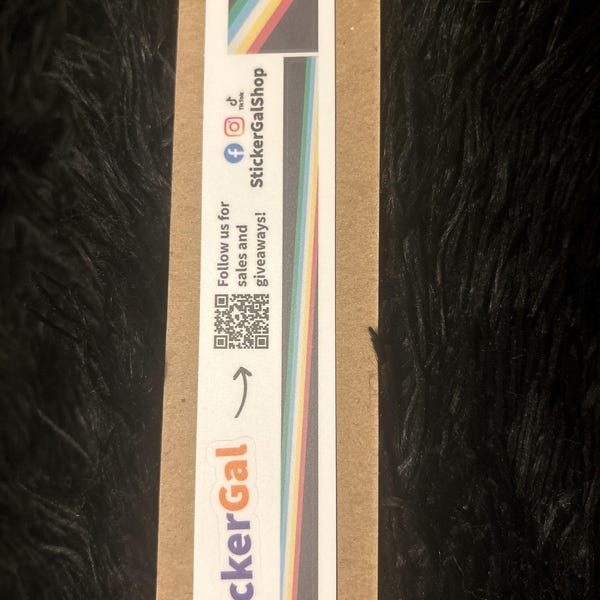 ckerGal
Follow us for
sales and
giveaways!
TikTok
StickerGalShop